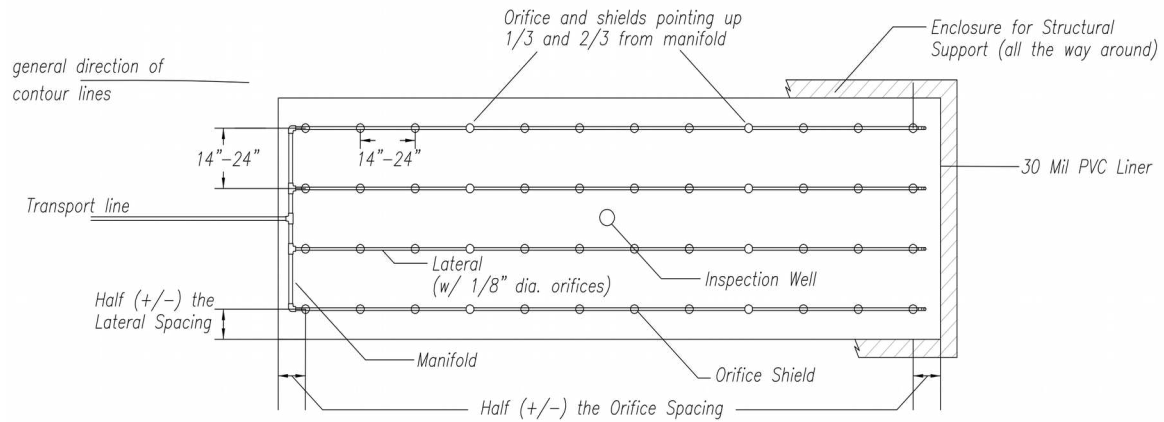 Orifice and shields pointing up
1/3 and 2/3 from manifold
Enclosure for Structural
Support (all the way around)
general direction of
contour lines
14”–24”
14”–24”
30 Mil PVC Liner
Transport line
Lateral
(w/ 1/8” dia. orifices)
Inspection Well
Half (+/–) the
Lateral Spacing
Manifold
Orifice Shield
Half (+/–) the Orifice Spacing